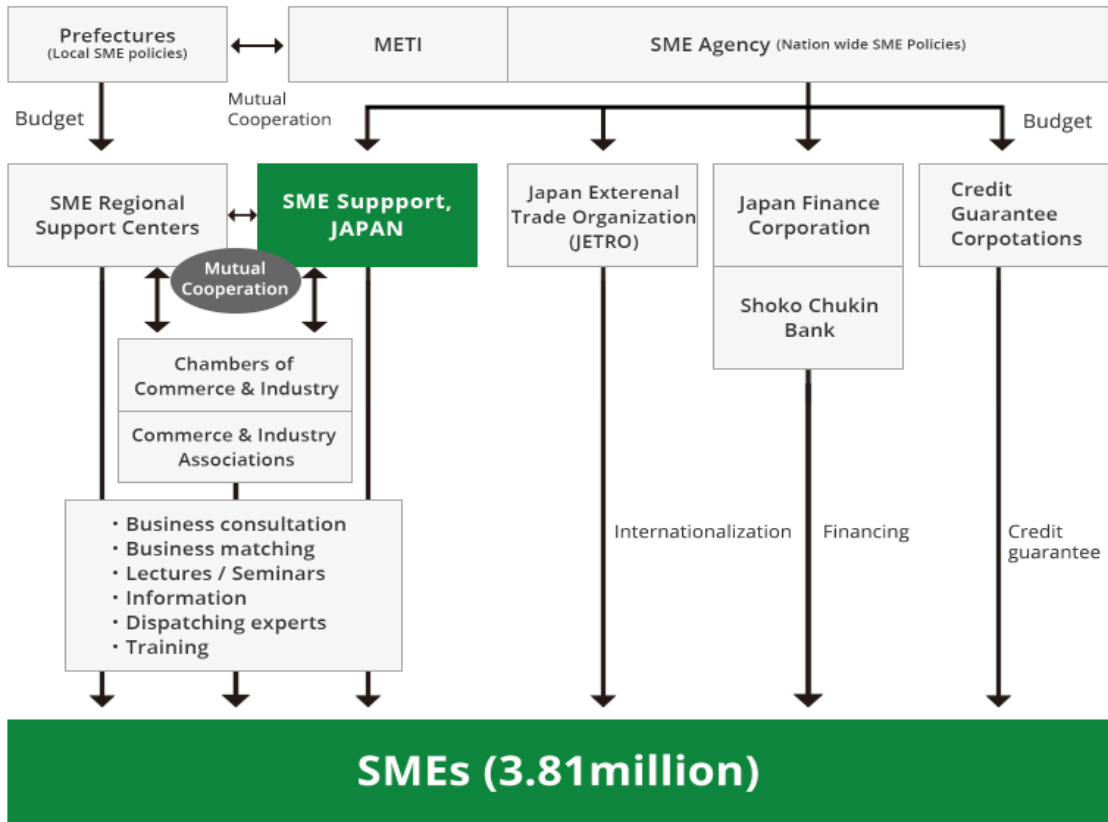 Prefectures
(Local SME policies)
METI
SME Agency (Nation wide SME Policies)
Budget
Mutual
Cooperation
Budget
SME Regional
Support Centers
SME Suppport,
JAPAN
Japan Exterenal
Trade Organization
(JETRO)
Japan Finance
Corporation
Credit
Guarantee
Corpotations
Mutual
Cooperation
Shoko Chukin
Bank
Chambers of
Commerce & Industry
Commerce & Industry
Associations
・Business consultation
・Business matching
・Lectures / Seminars
・Information
・Dispatching experts
・Training
Internationalization
Financing
Credit
guarantee
SMEs (3.81million)